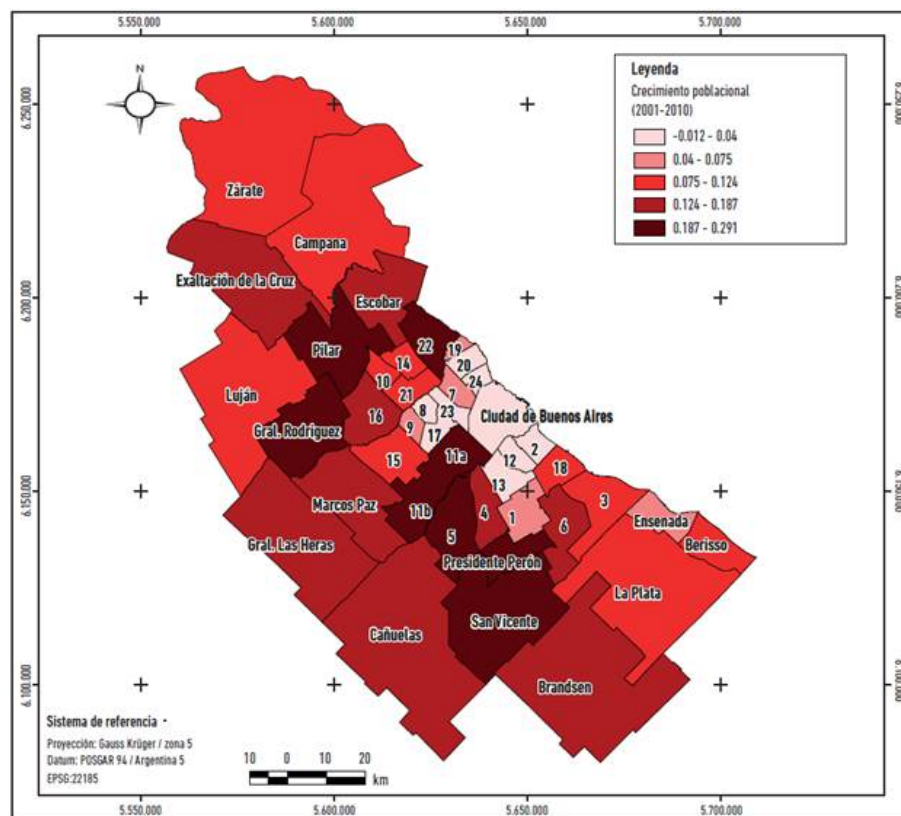 5.550.000 5.600.000 5.650.000 5.700.000
N
Leyenda
Crecimiento poblacional
(2001-2010)
-0.012 - 0.04
0.04 - 0.075
0.075 - 0.124
0.124 - 0.187
0.187 - 0.291
6.250.000
Zárate
Campana
Exaltación de la Cruz
6.200.000
Escobar
Pilar
22
19
14
20
10
24
Luján
21
7
8
23
16
Ciudad de Buenos Aires
Gral. Rodríguez
9
17
2
11a
12
15
18
13
6.150.000
3
Marcos Paz
11b
4
1
6
Ensenada
5
Berisso
Gral. Las Heras
Presidente Perón
La Plata
San Vicente
Cañuelas
6.100.000
Brandsen
Sistema de referencia -
Proyección: Gauss Krüger / zona 5
Datum: POSGAR 94 / Argentina 5
EPSG:22185
10 0 10 20
km
5.550.000 5.600.000 5.650.000 5.700.000